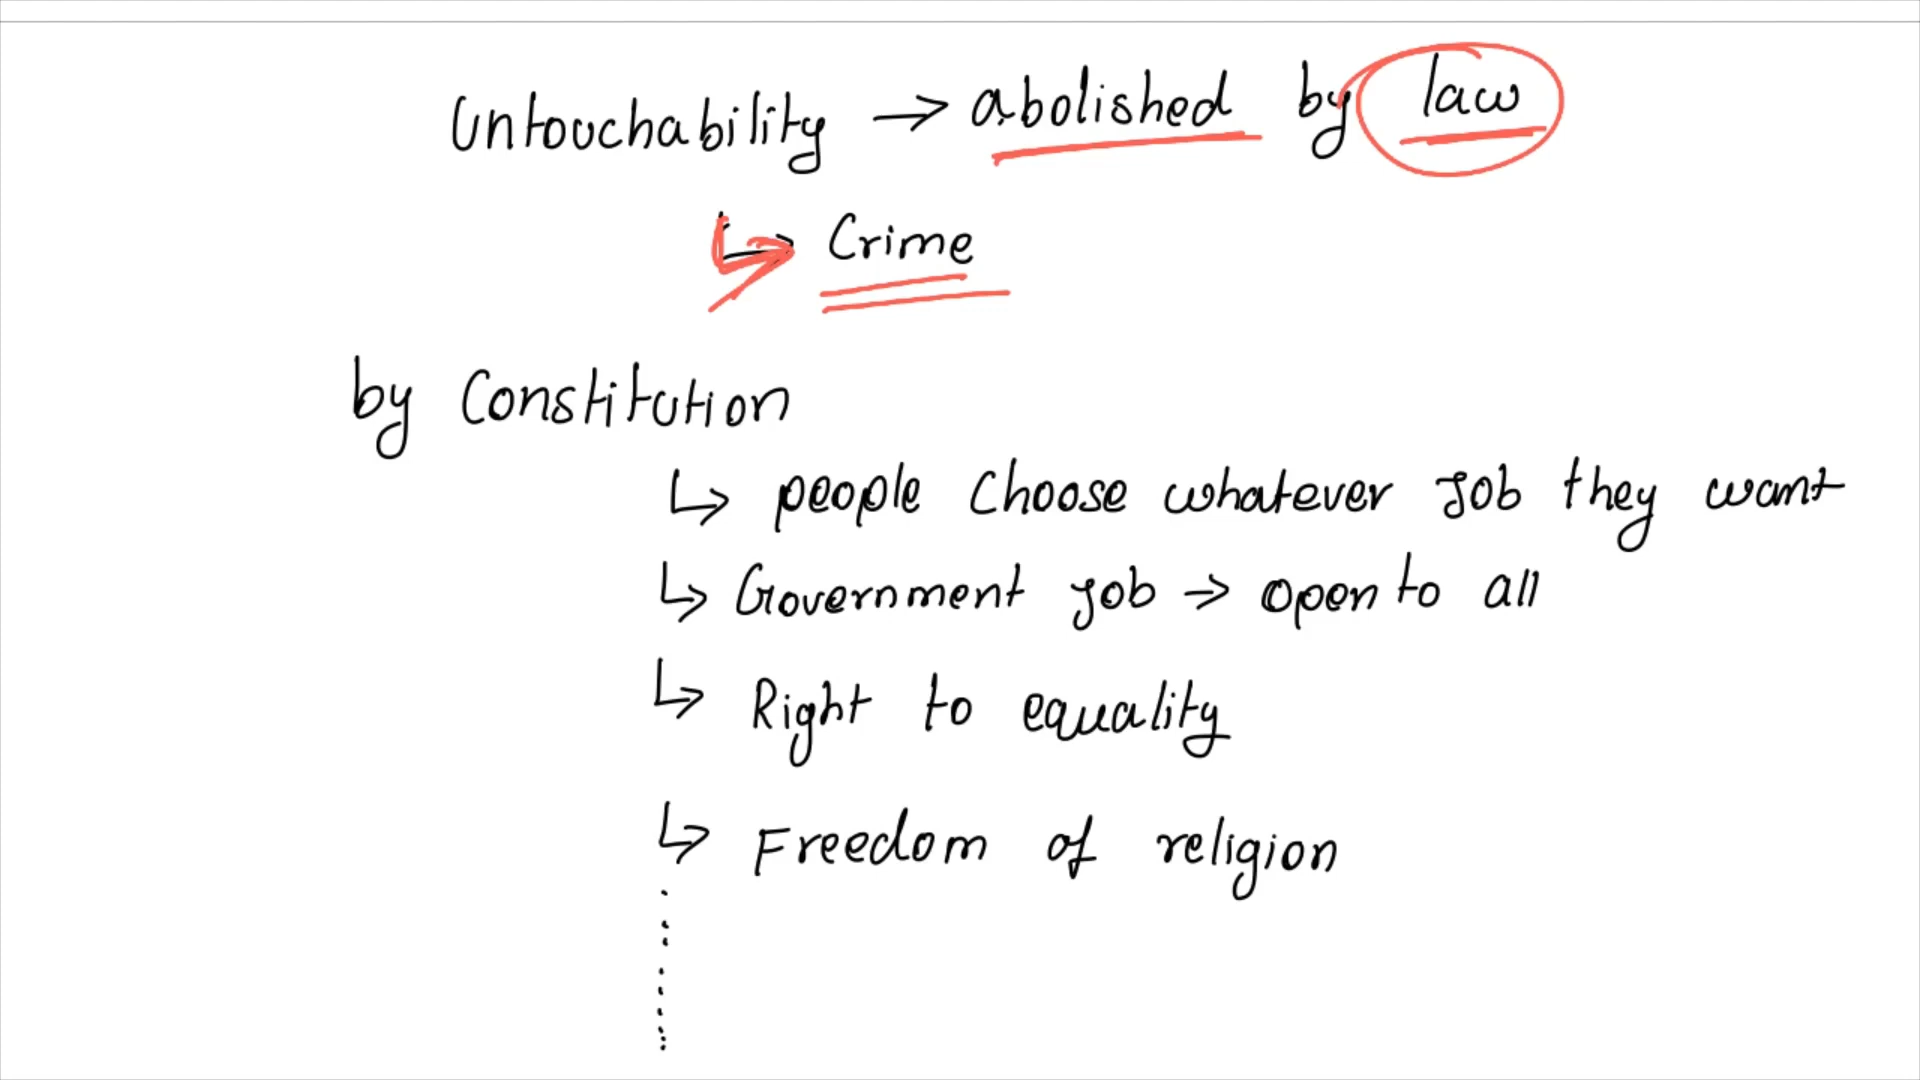 Untouchability → abolished by law
↳ Crime
by Constitution
↳ people choose whatever job they want
↳ Government job → open to all
↳ Right to equality
↳ Freedom of religion